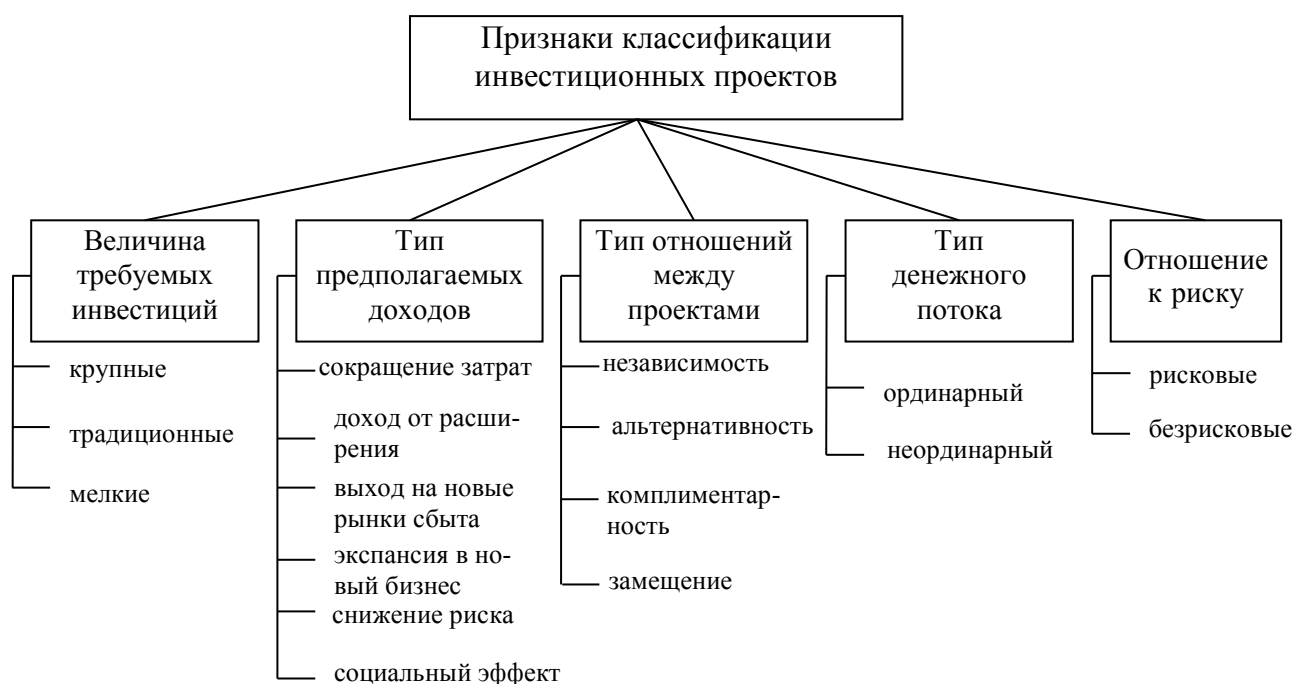 Признаки классификации
инвестиционных проектов
Величина
требуемых
инвестиций
крупные
традиционные
мелкие
Тип
предполагаемых
доходов
сокращение затрат
доход от расши-
рения
выход на новые
рынки сбыта
экспансия в но-
вый бизнес
снижение риска
социальный эффект
Тип отношений
между
проектами
независимость
альтернативность
комплиментар-
ность
замещение
Тип
денежного
потока
ординарный
неординарный
Отношение
к риску
рисковые
безрисковые